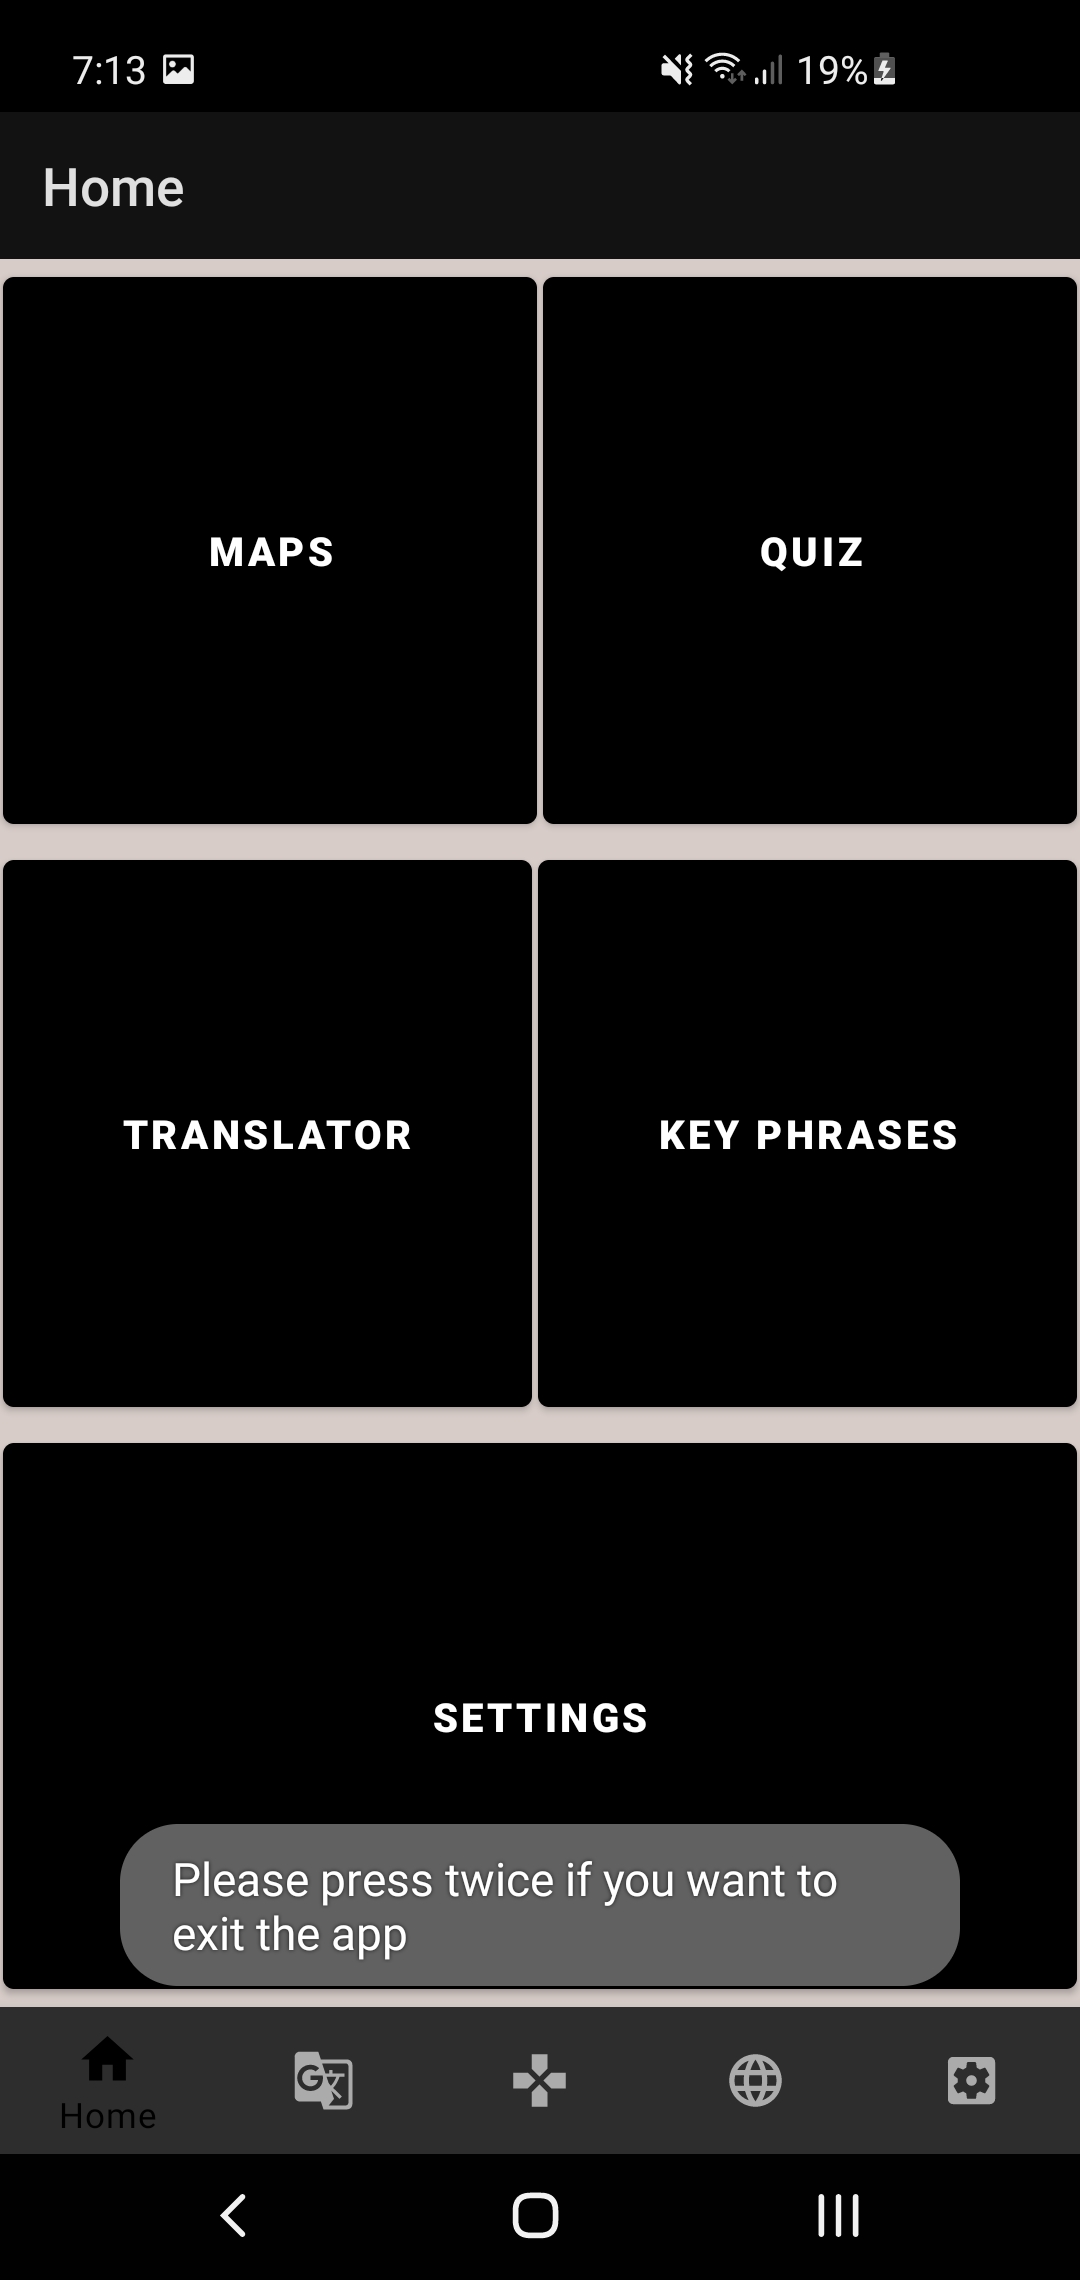 7:13 19%
Home
MAPS QUIZ
TRANSLATOR KEY PHRASES
SETTINGS
Please press twice if you want to
exit the app
Home